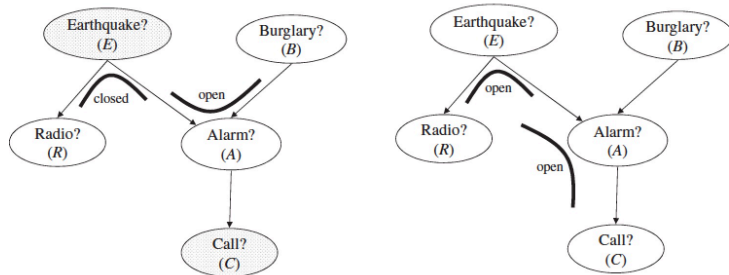 Earthquake?
(E)
Burglary?
(B)
closed
open
Radio?
(R)
Alarm?
(A)
Call?
(C)
Earthquake?
(E)
Burglary?
(B)
open
Radio?
(R)
Alarm?
(A)
open
Call?
(C)